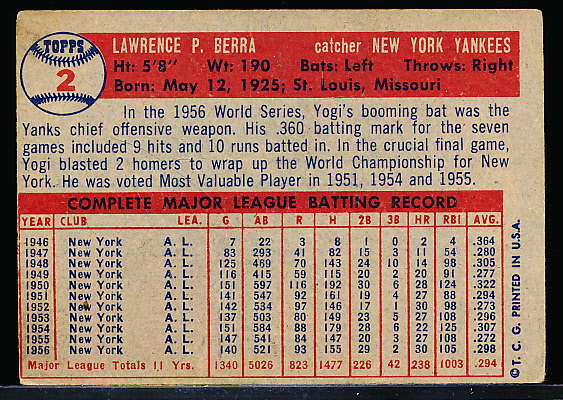 TOPPS
2
LAWRENCE P. BERRA catcher NEW YORK YANKEES
Ht: 5'8" Wt: 190 Bats: Left Throws: Right
Born: May 12, 1925; St. Louis, Missouri
In the 1956 World Series, Yogi's booming bat was the
Yanks chief offensive weapon. His .360 batting mark for the seven
games included 9 hits and 10 runs batted in. In the crucial final game,
Yogi blasted 2 homers to wrap up the World Championship for New
York. He was voted Most Valuable Player in 1951, 1954 and 1955.
COMPLETE MAJOR LEAGUE BATTING RECORD
YEAR CLUB LEA. G AB R H 2B 3B HR RBI AVG.
1946 New York A. L. 7 22 3 8 1 0 2 4 .364
1947 New York A. L. 83 293 41 82 15 3 11 54 .280
1948 New York A. L. 125 469 70 143 24 10 14 98 .305
1949 New York A. L. 116 415 59 115 20 2 20 91 .277
1950 New York A. L. 151 597 116 192 30 6 28 124 .322
1951 New York A. L. 141 547 92 161 19 4 27 88 .294
1952 New York A. L. 142 534 97 146 17 1 30 98 .273
1953 New York A. L. 137 503 80 149 23 5 27 108 .296
1954 New York A. L. 151 584 88 179 28 6 22 125 .307
1955 New York A. L. 147 541 84 147 20 3 27 108 .272
1956 New York A. L. 140 521 93 155 29 2 30 105 .298
Major League Totals 11 Yrs. 1340 5026 823 1477 226 42 238 1003 .294
© T. C. G. PRINTED IN U.S.A.